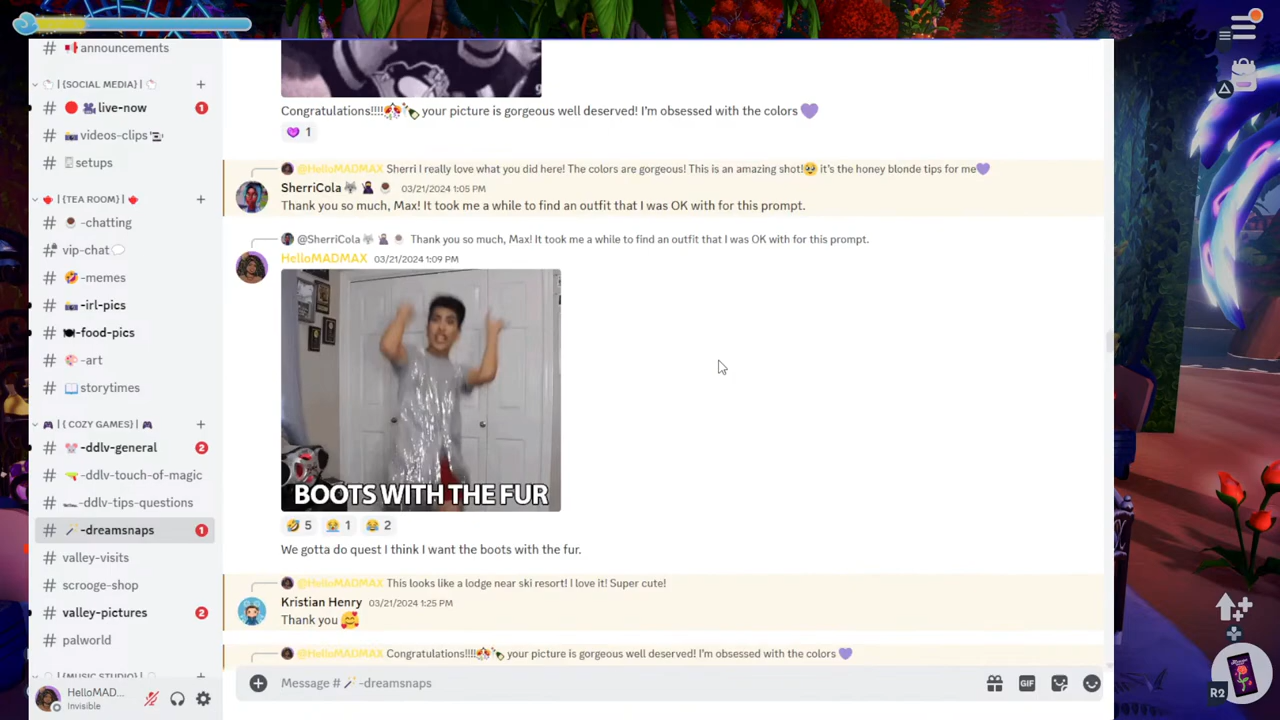 announcements
| {SOCIAL MEDIA} |
live-now 1
videos-clips
setups
| {TEA ROOM} |
-chatting
vip-chat
-memes
-irl-pics
-food-pics
-art
storytimes
| { COZY GAMES} |
-ddlv-general 2
-ddlv-touch-of-magic
-ddlv-tips-questions
-dreamsnaps 1
valley-visits
scrooge-shop
valley-pictures 2
palworld
HelloMAD...
Invisible
Congratulations!!!! your picture is gorgeous well deserved! I'm obsessed with the colors
1
@HelloMADMAX Sherri I really love what you did here! The colors are gorgeous! This is an amazing shot! it's the honey blonde tips for me
SherriCola 03/21/2024 1:05 PM
Thank you so much, Max! It took me a while to find an outfit that I was OK with for this prompt.
@SherriCola Thank you so much, Max! It took me a while to find an outfit that I was OK with for this prompt.
HelloMADMAX 03/21/2024 1:09 PM
BOOTS WITH THE FUR
5 1 2
We gotta do quest I think I want the boots with the fur.
@HelloMADMAX This looks like a lodge near ski resort! I love it! Super cute!
Kristian Henry 03/21/2024 1:25 PM
Thank you
@HelloMADMAX Congratulations!!!! your picture is gorgeous well deserved! I'm obsessed with the colors
Message # -dreamsnaps
GIF
R2